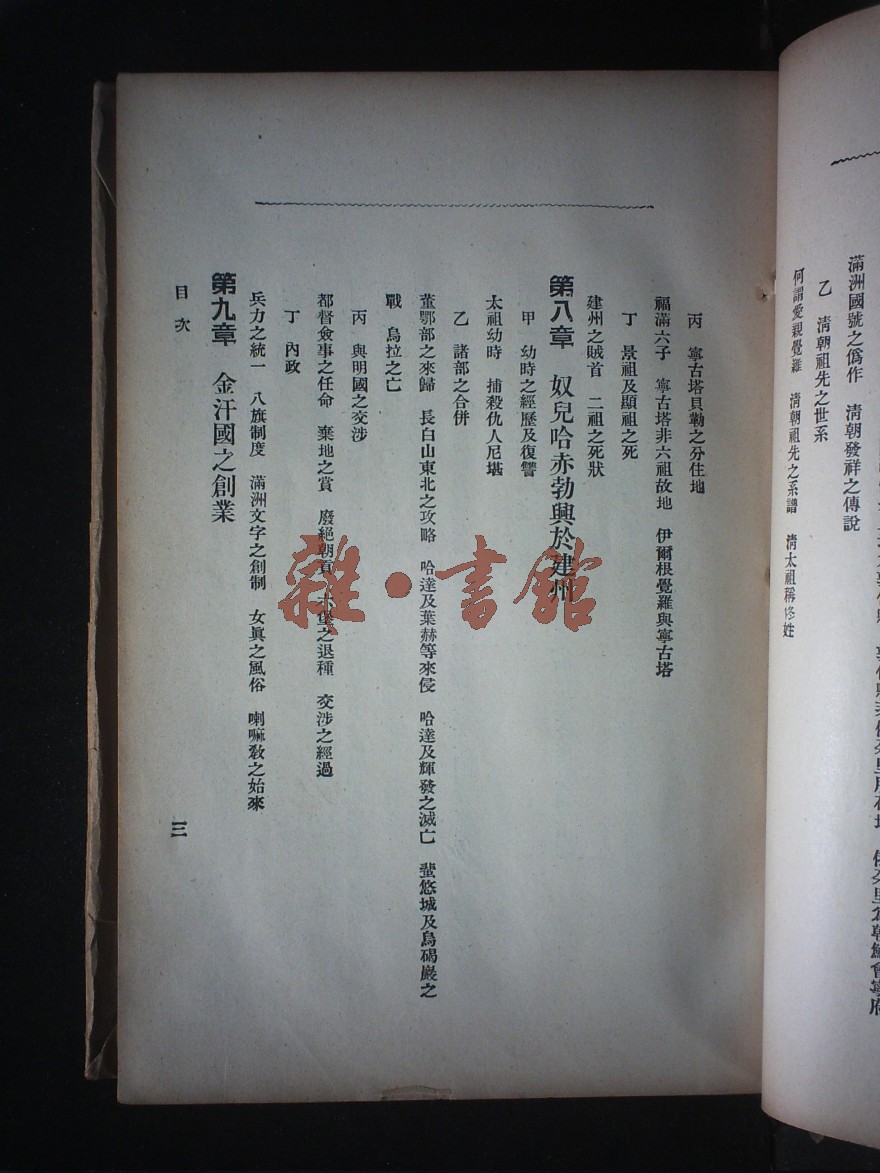 滿洲國號之僞作　清朝發祥之傳說
乙　清朝祖先之世系
何謂愛親覺羅　清朝祖先之系譜　清太祖稱佟姓
丙　寧古塔貝勒之分住地
福滿六子　寧古塔非六祖故地　伊爾根覺羅與寧古塔
丁　景祖及顯祖之死
建州之賊首　二祖之死狀
第八章　奴兒哈赤勃興於建州
甲　幼時之經歷及復讐
太祖幼時　捕殺仇人尼堪
乙　諸部之合併
董鄂部之來歸　長白山東北之攻略　哈達及葉赫等來侵　哈達及輝發之滅亡　蜚悠城及烏碣巖之
戰　烏拉之亡
丙　與明國之交涉
都督僉事之任命　棄地之賞　廢絕朝貢　六堡之退種　交涉之經過
丁　內政
兵力之統一　八旗制度　滿洲文字之創制　女眞之風俗　喇嘛敎之始來
第九章　金汗國之創業
目次
三
雜·書館